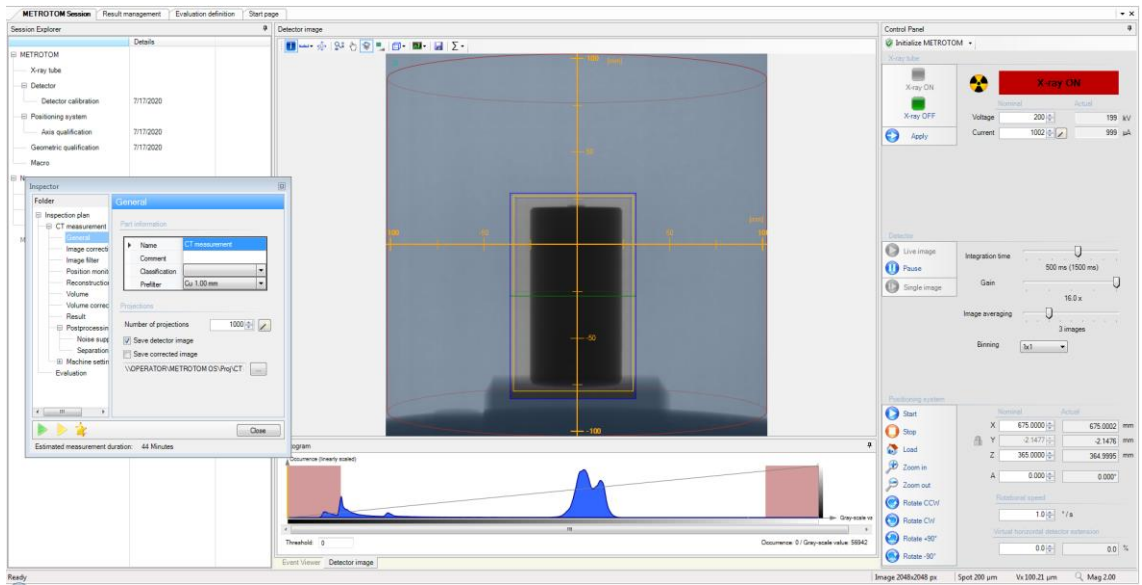 METROTOM Session Result management Evaluation definition Start page
Session Explorer
Details
METROTOM
X-ray tube
Detector
Detector calibration 7/17/2020
Positioning system
Axis qualification 7/17/2020
Geometric qualification 7/17/2020
Macro
Inspector
Folder
Inspection plan
CT measurement
General
Image correcti
Image filter
Position monit
Reconstructio
Volume
Volume correc
Result
Postprocessin
Noise supp
Separation
Machine settin
Evaluation
General
Part information
Name CT measurement
Comment
Classification
Prefilter Cu 1.00 mm
Projections
Number of projections 1000
Save detector image
Save corrected image
\\OPERATOR\METROTOM OS\Proj\CT ...
Close
Estimated measurement duration: 44 Minutes
Ready
Detector image
100 [mm]
50
[mm]
100 50 50 100
-50
-100
ogram
Occurrence (linearly scaled)
Gray-scale va
Threshold: 0
Occurrence: 0 / Gray-scale value: 56942
Event Viewer Detector image
Control Panel
Initialize METROTOM
X-ray tube
X-ray ON
X-ray OFF
Apply
X-ray ON
Nominal Actual
Voltage 200 199 kV
Current 1002 999 µA
Detector
Live image
Pause
Single image
Integration time
500 ms (1500 ms)
Gain
16.0 x
Image averaging
3 images
Binning 1x1
Positioning system
Start
Stop
Load
Zoom in
Zoom out
Rotate CC\r/
Rotate C\r/
Rotate +90°
Rotate -90°
Nominal Actual
X 675.0000 675.0002 mm
Y -2.1477 -2.1476 mm
Z 365.0000 364.9995 mm
A 0.000 0.000°
Rotational speed
1.0 °/s
Virtual horizontal detector extension
0.0 0.0 %
Image 2048x2048 px Spot 200 µm Vx 100.21 µm Mag 2.00